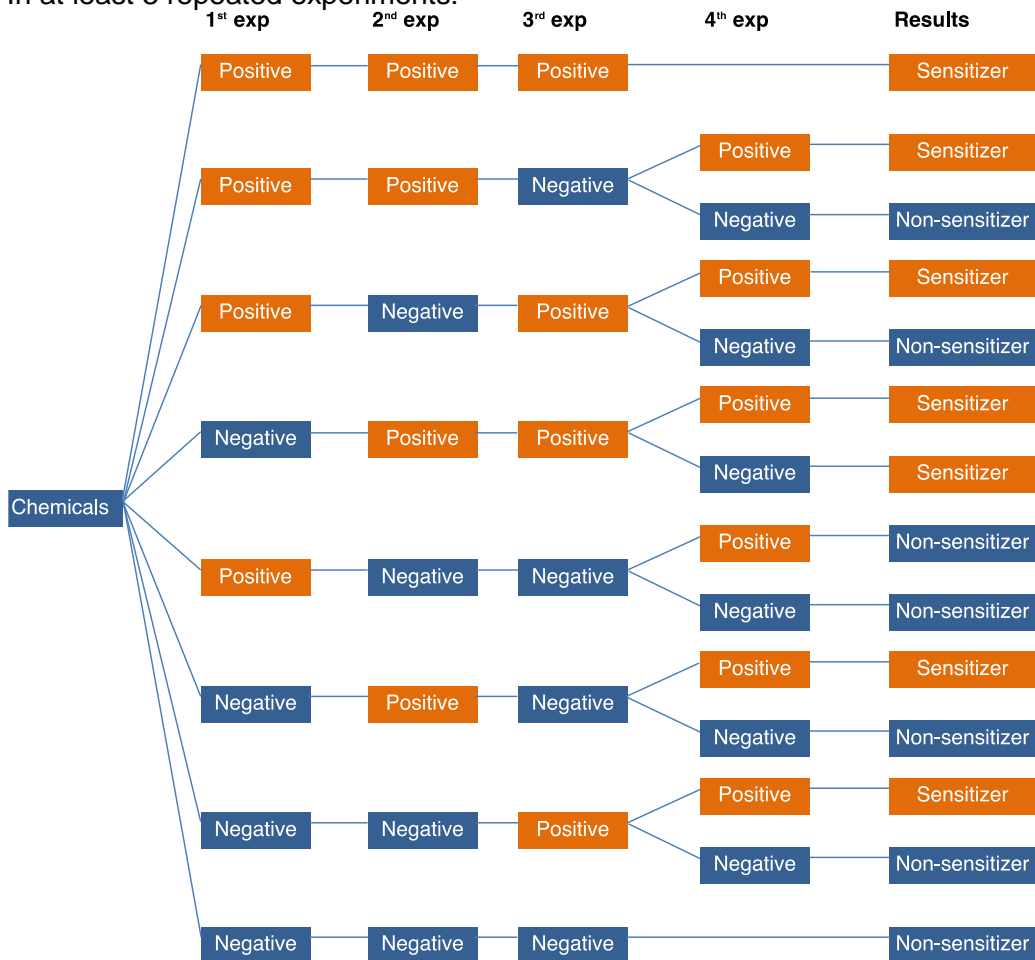 1st exp 2nd exp 3rd exp 4th exp Results
Positive Positive Positive Sensitizer
Positive Sensitizer
Positive Positive Negative
Negative Non-sensitizer
Positive Sensitizer
Positive Negative Positive
Negative Non-sensitizer
Positive Sensitizer
Negative Positive Positive
Negative Sensitizer
Chemicals
Positive Non-sensitizer
Positive Negative Negative
Negative Non-sensitizer
Positive Sensitizer
Negative Positive Negative
Negative Non-sensitizer
Positive Sensitizer
Negative Negative Positive
Negative Non-sensitizer
Negative Negative Negative Non-sensitizer